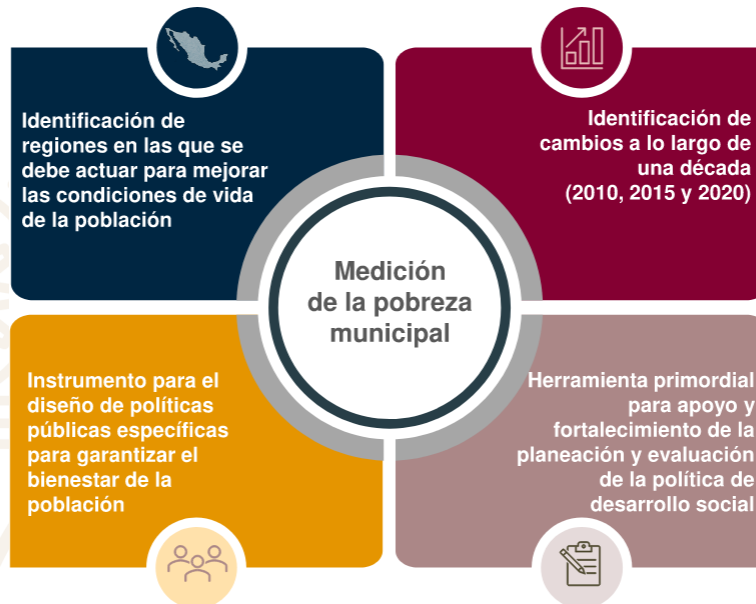 Identificación de
regiones en las que se
debe actuar para mejorar
las condiciones de vida
de la población
Identificación de
cambios a lo largo de
una década
(2010, 2015 y 2020)
Medición
de la pobreza
municipal
Instrumento para el
diseño de políticas
públicas específicas
para garantizar el
bienestar de la
población
Herramienta primordial
para apoyo y
fortalecimiento de la
planeación y evaluación
de la política de
desarrollo social